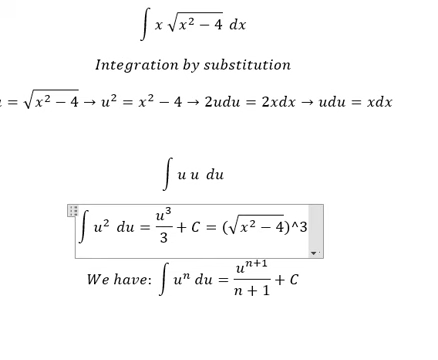 ∫ x √(x² − 4) dx
Integration by substitution
= √(x² − 4) → u² = x² − 4 → 2udu = 2xdx → udu = xdx
∫ u u du
∫ u² du = u³/3 + C = (√(x² − 4))^3
We have: ∫ uⁿ du = uⁿ⁺¹/(n + 1) + C